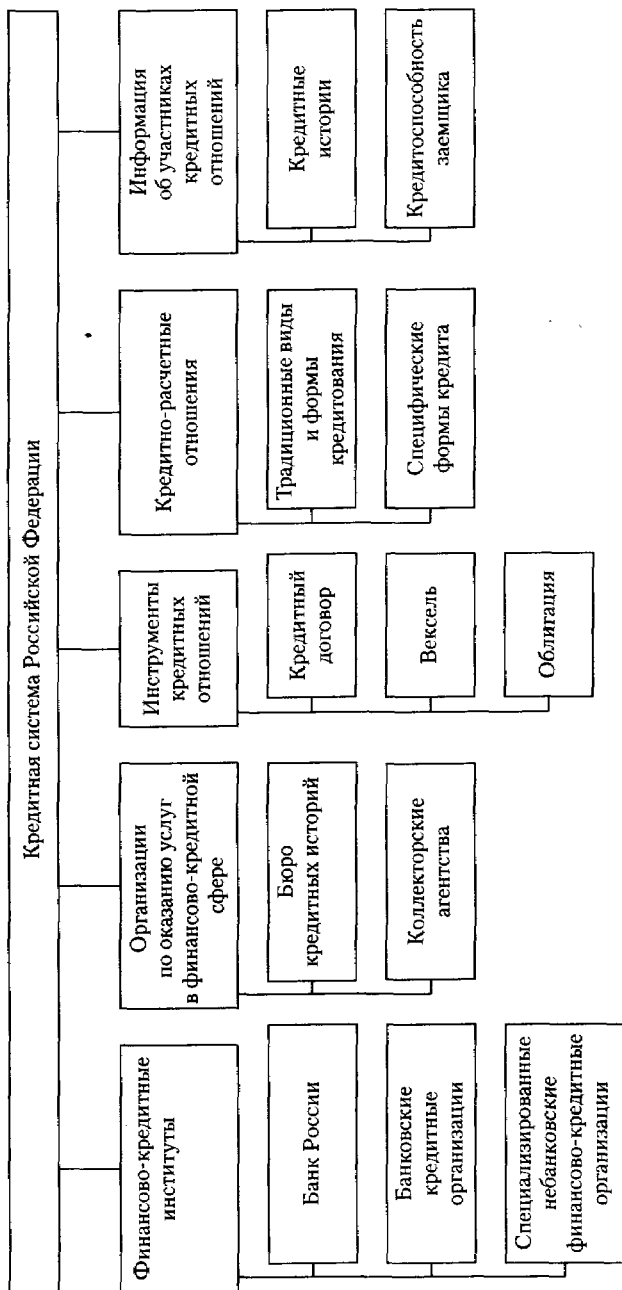 Кредитная система Российской Федерации
Финансово-кредитные
институты
Банк России
Банковские
кредитные
организации
Специализированные
небанковские
финансово-кредитные
организации
Организации
по оказанию услуг
в финансово-кредитной
сфере
Бюро
кредитных историй
Коллекторские
агентства
Инструменты
кредитных
отношений
Кредитный
договор
Вексель
Облигация
Кредитно-расчетные
отношения
Традиционные виды
и формы
кредитования
Специфические
формы кредита
Информация
об участниках
кредитных
отношений
Кредитные
истории
Кредитоспособность
заемщика